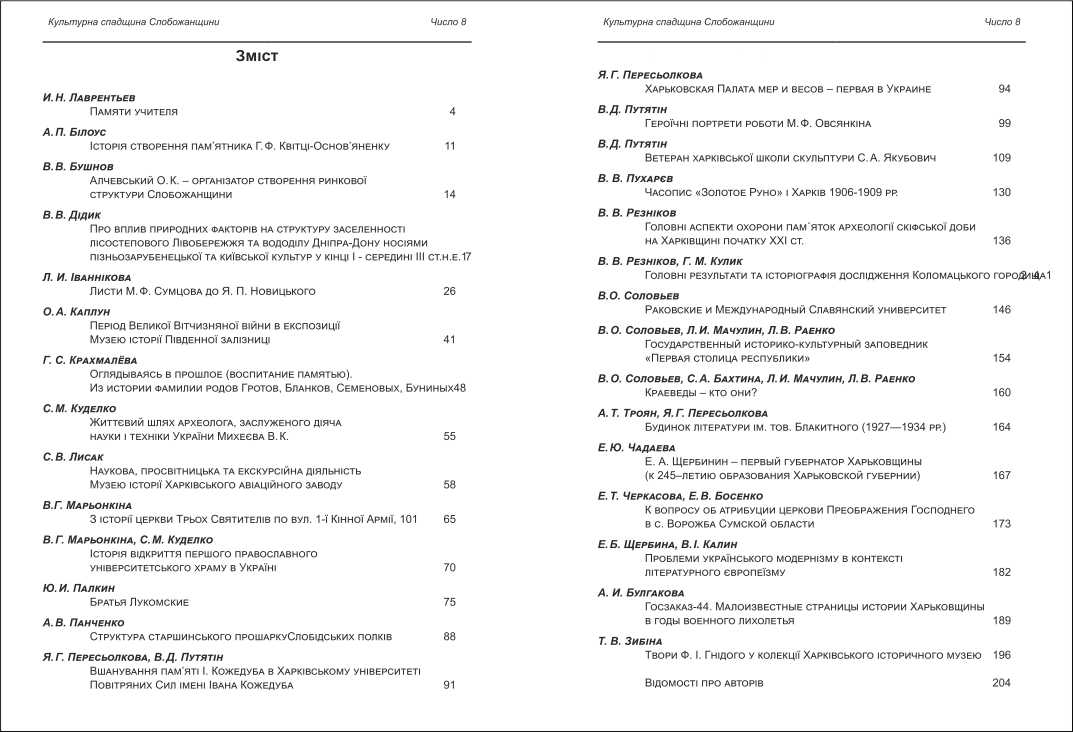 Культурна спадщина Слобожанщини Число 8
Зміст
И. Н. Лаврентьев
Памяти учителя 4
А. П. Білоус
Історія створення пам'ятника Г. Ф. Квітці-Основ'яненку 11
В. В. Бушнов
Алчевський О. К. – організатор створення ринкової
структури Слобожанщини 14
В. В. Дідик
Про вплив природних факторів на структуру заселенності
лісостепового Лівобережжя та вододілу Дніпра-Дону носіями
пізньозарубенецької та київської культур у кінці І - середині ІІІ ст.н.е.17
Л. И. Іваннікова
Листи М. Ф. Сумцова до Я. П. Новицького 26
О. А. Каплун
Період Великої Вітчизняної війни в експозиції
Музею історії Південної залізниці 41
Г. С. Крахмалёва
Оглядываясь в прошлое (воспитание памятью).
Из истории фамилии родов Гротов, Бланков, Семеновых, Буниных48
С. М. Куделко
Життєвий шлях археолога, заслуженого діяча
науки і техніки України Михеєва В. К. 55
С. В. Лисак
Наукова, просвітницька та екскурсійна діяльність
Музею історії Харківського авіаційного заводу 58
В.Г. Марьонкіна
З історії церкви Трьох Святителів по вул. 1-ї Кінної Армії, 101 65
В. Г. Марьонкіна, С. М. Куделко
Історія відкриття першого православного
університетського храму в Україні 70
Ю. И. Палкин
Братья Лукомские 75
А. В. Панченко
Структура старшинського прошаркуСлобідських полків 88
Я. Г. Пересьолкова, В. Д. Путятін
Вшанування пам'яті І. Кожедуба в Харківському університеті
Повітряних Сил імені Івана Кожедуба 91
Культурна спадщина Слобожанщини Число 8
Я. Г. Пересьолкова
Харьковская Палата мер и весов – первая в Украине 94
В. Д. Путятін
Героїчні портрети роботи М. Ф. Овсянкіна 99
В. Д. Путятін
Ветеран харківської школи скульптури С. А. Якубович 109
В. В. Пухарєв
Часопис «Золотое Руно» і Харків 1906-1909 рр. 130
В. В. Резніков
Головні аспекти охорони пам`яток археології скіфської доби
на Харківщині початку XXI ст. 136
В. В. Резніков, Г. М. Кулик
Головні результати та історіографія дослідження Коломацького городища
В.О. Соловьев
Раковские и Международный Славянский университет 146
В. О. Соловьев, Л. И. Мачулин, Л. В. Раенко
Государственный историко-культурный заповедник
«Первая столица республики» 154
В. О. Соловьев, С. А. Бахтина, Л. И. Мачулин, Л. В. Раенко
Краеведы – кто они? 160
А. Т. Троян, Я. Г. Пересьолкова
Будинок літератури ім. тов. Блакитного (1927—1934 рр.) 164
Е. Ю. Чадаева
Е. А. Щербинин – первый губернатор Харьковщины
(к 245–летию образования Харьковской губернии) 167
Е. Т. Черкасова, Е. В. Босенко
К вопросу об атрибуции церкви Преображения Господнего
в с. Ворожба Сумской области 173
Е. Б. Щербина, В. І. Калин
Проблеми українського модернізму в контексті
літературного європеїзму 182
А. И. Булгакова
Госзаказ-44. Малоизвестные страницы истории Харьковщины
в годы военного лихолетья 189
Т. В. Зибіна
Твори Ф. І. Гнідого у колекції Харківського історичного музею 196
Відомості про авторів 204